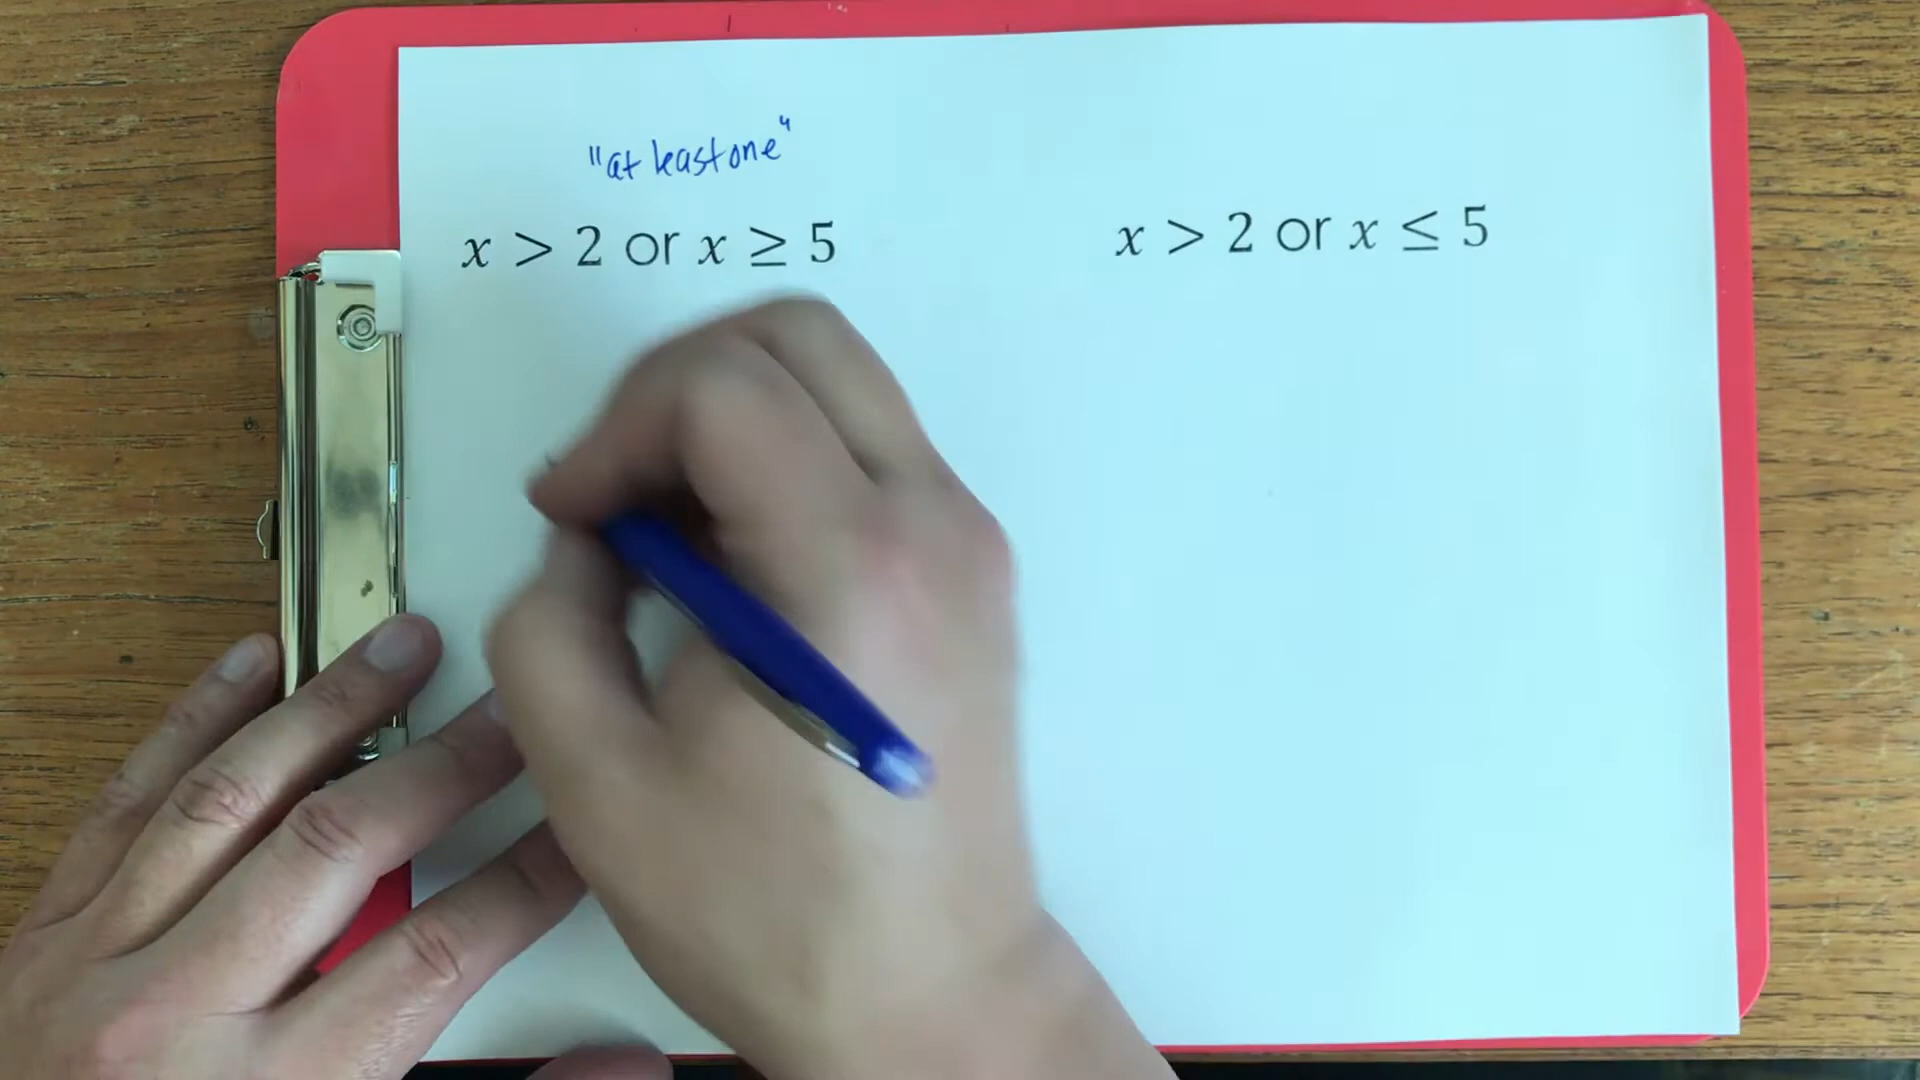 "at least one"
x > 2 or x ≥ 5
x > 2 or x ≤ 5